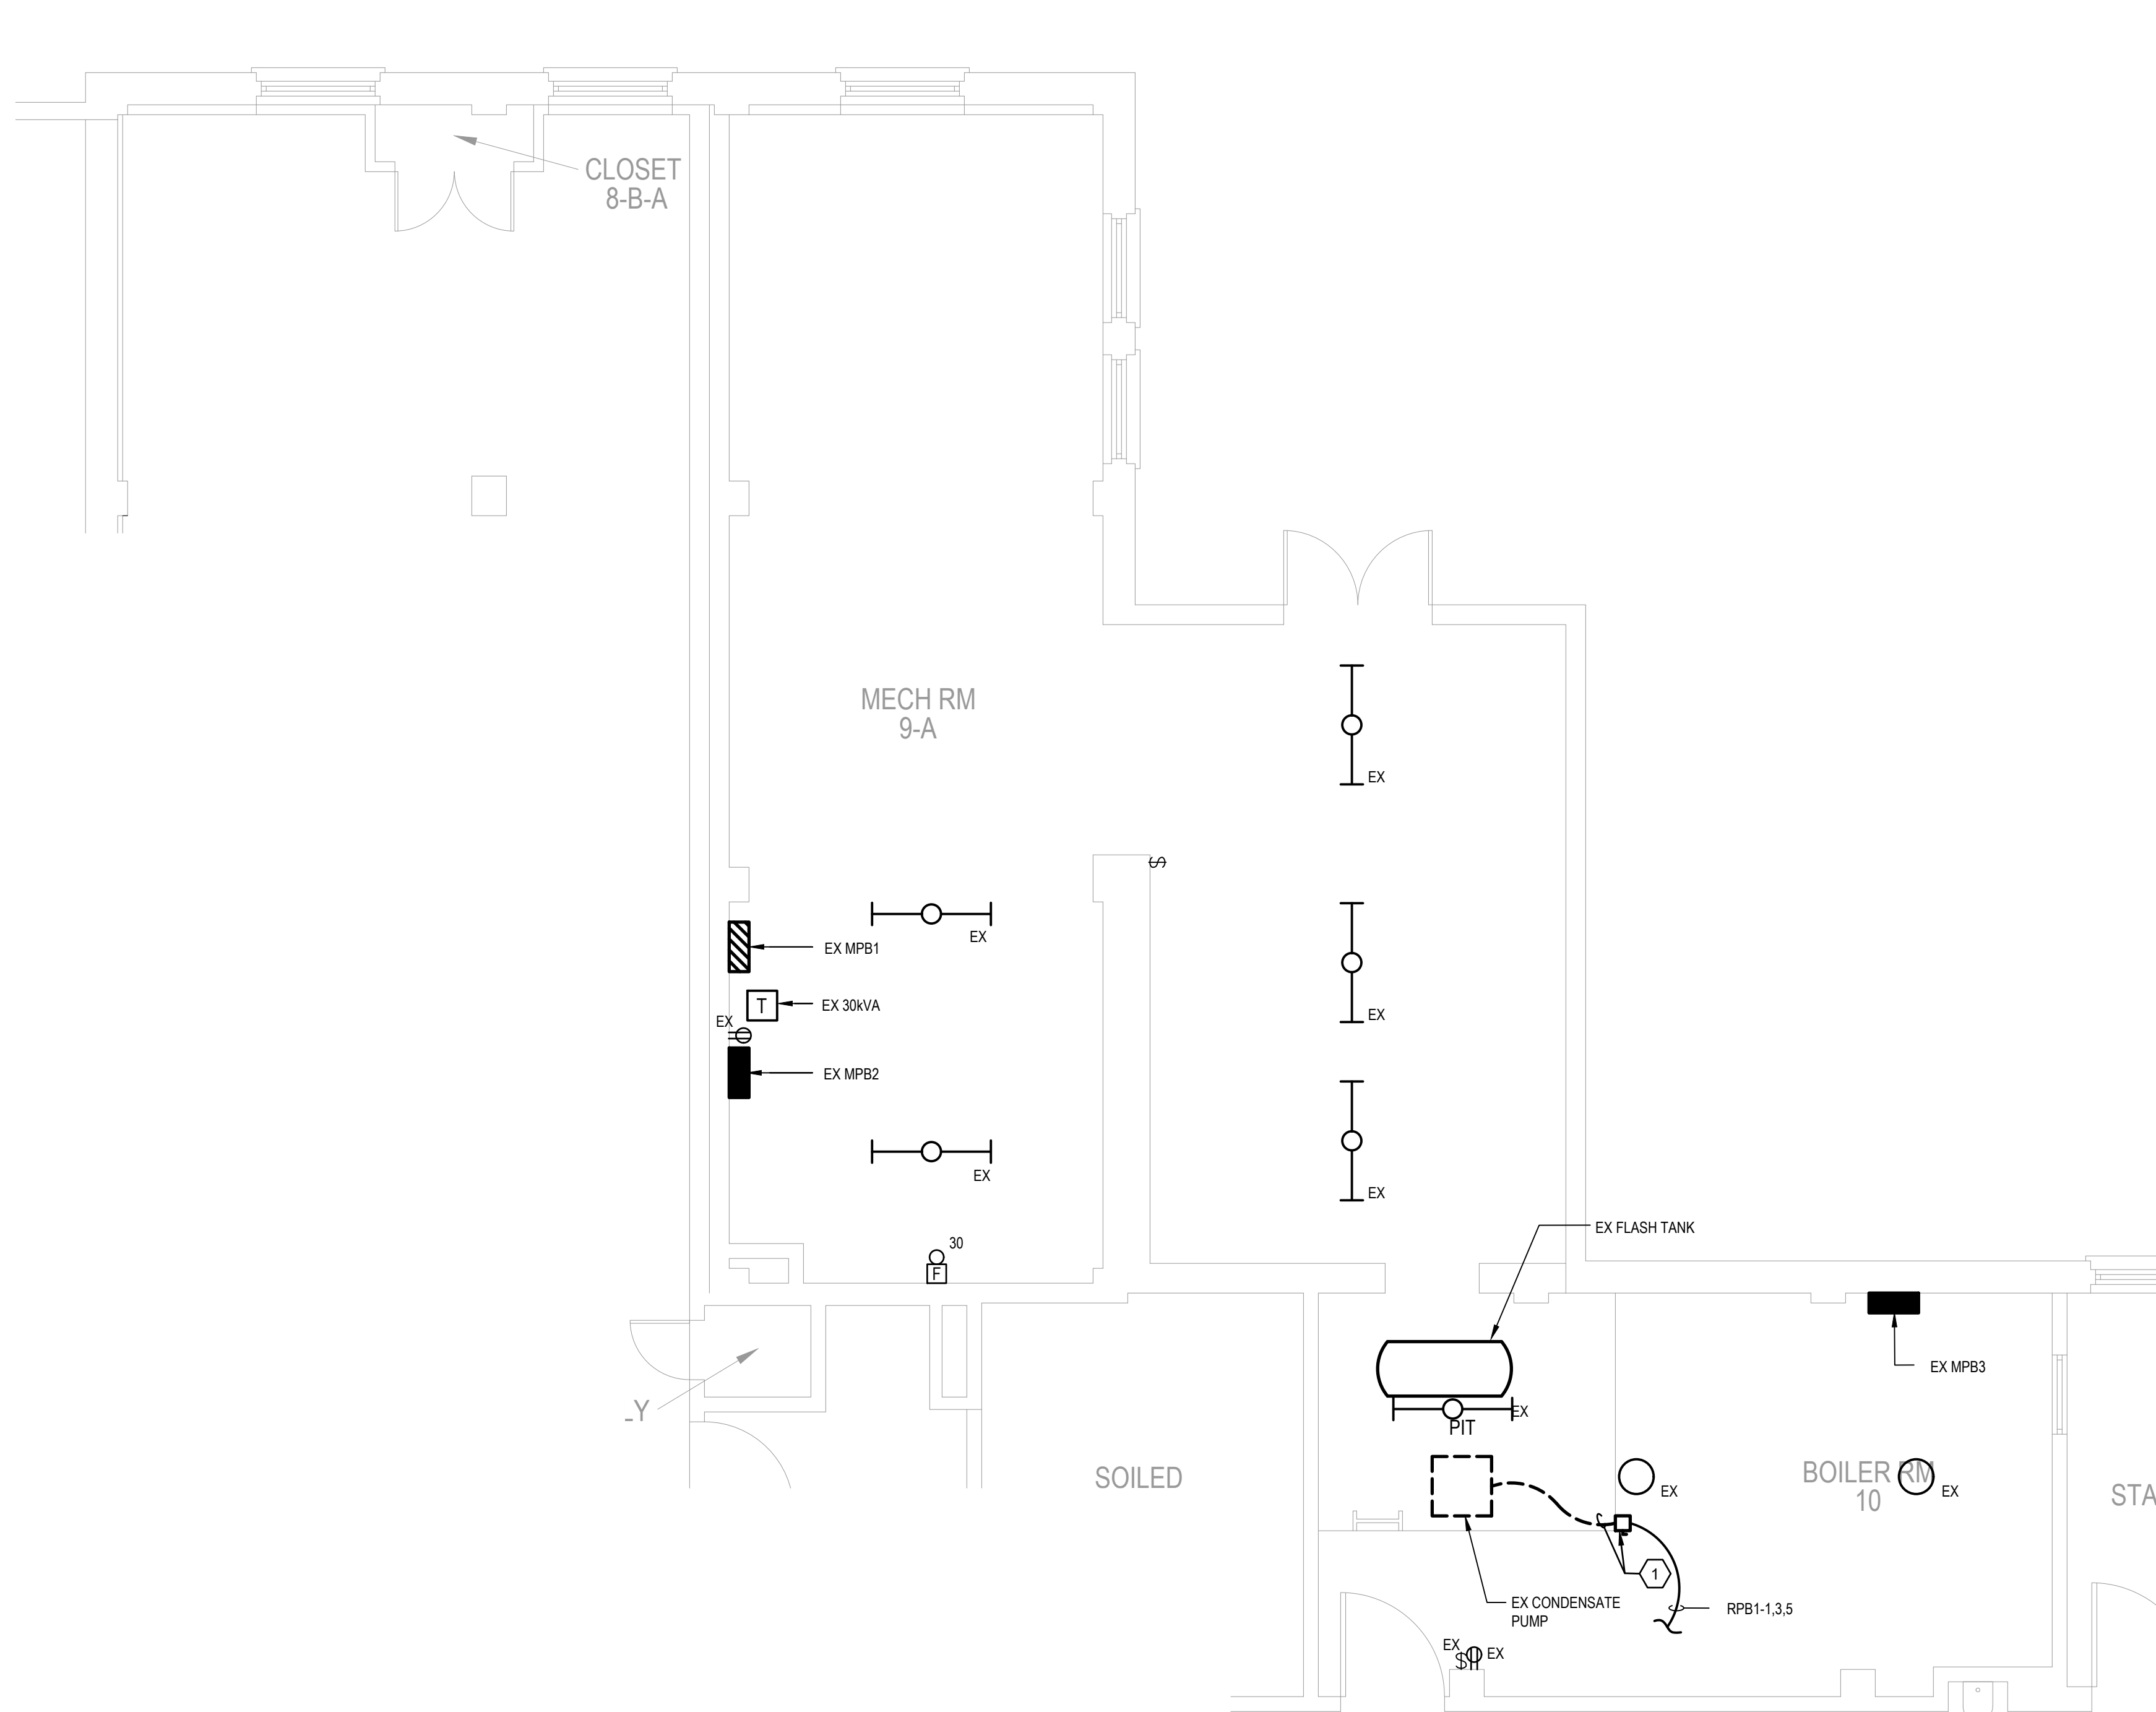 CLOSET
8-B-A
MECH RM
9-A
EX
$
EX
EX MPB1
EX
T
EX 30kVA
EX
EX MPB2
EX
EX
EX FLASH TANK
30
F
EX MPB3
-Y
EX
PIT
SOILED
BOILER RM
10
EX
EX
STA
1
EX CONDENSATE
PUMP
RPB1-1,3,5
EX
$
EX